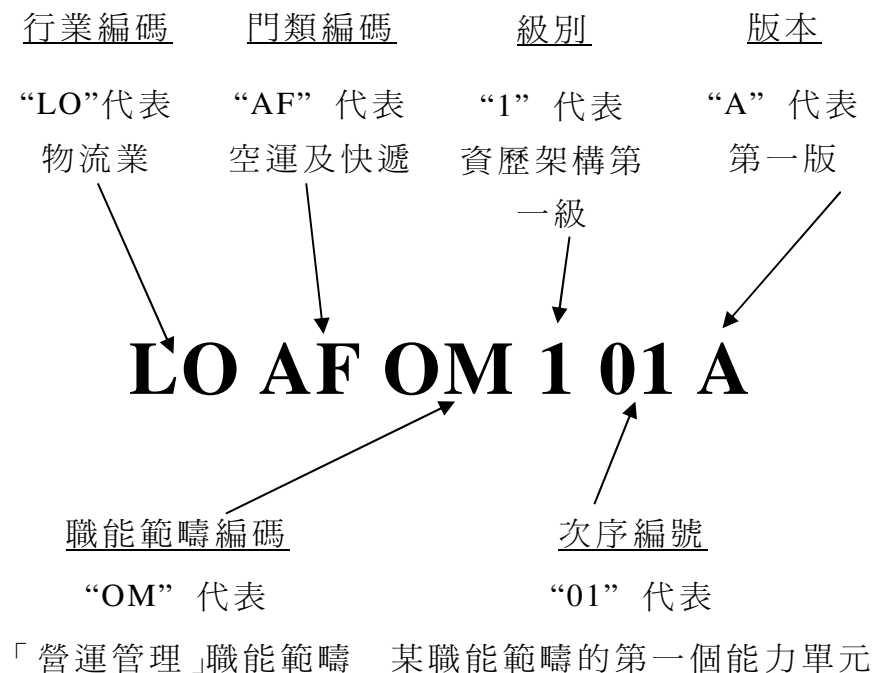 行業編碼 門類編碼 級別 版本
“LO”代表 “AF” 代表 “1” 代表 “A” 代表
物流業 空運及快遞 資歷架構第 第一版
一級
LO AF OM 1 01 A
職能範疇編碼 次序編號
“OM” 代表 “01” 代表
「營運管理」職能範疇 某職能範疇的第一個能力單元